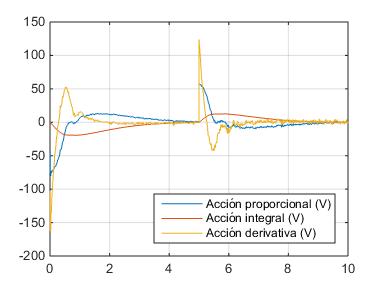 150
100
50
0
-50
-100
-150
-200
0 2 4 6 8 10
Acción proporcional (V)
Acción integral (V)
Acción derivativa (V)